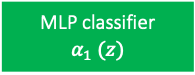 MLP classifier
𝜶₁ (𝒛)